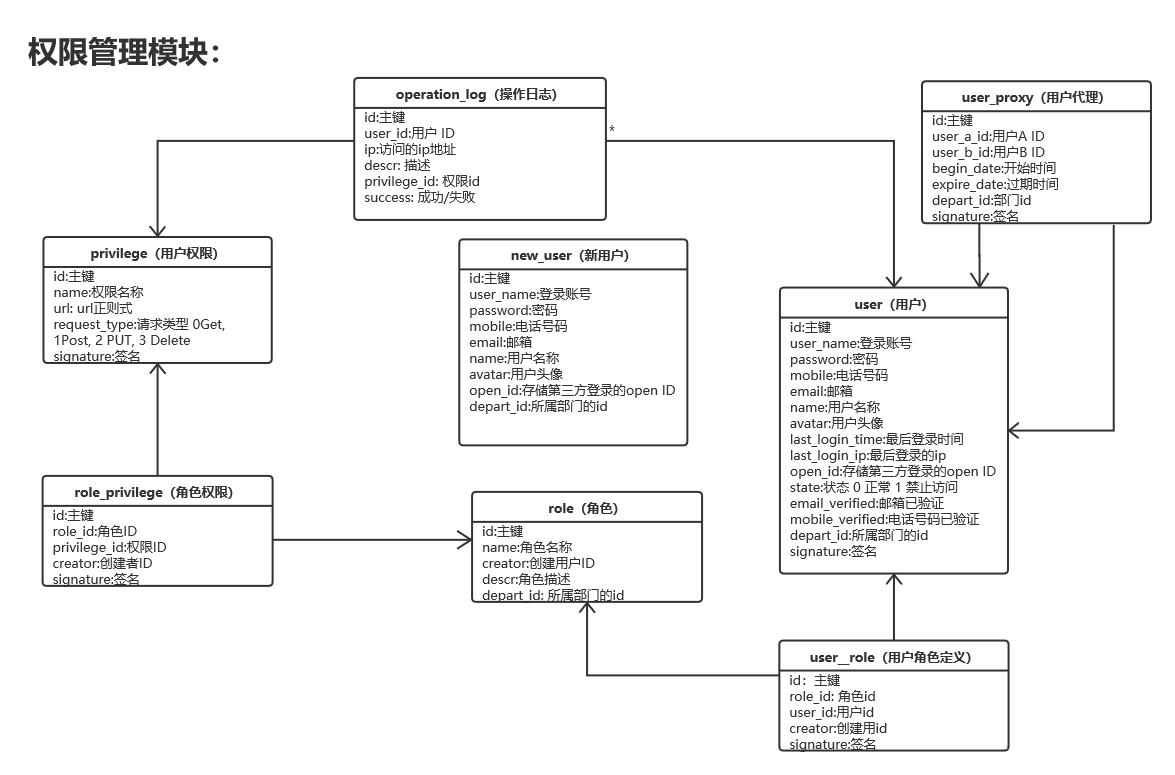 权限管理模块：
operation_log（操作日志）
id:主键
user_id:用户 ID
ip:访问的ip地址
descr: 描述
privilege_id: 权限id
success: 成功/失败
*
user_proxy（用户代理）
id:主键
user_a_id:用户A ID
user_b_id:用户B ID
begin_date:开始时间
expire_date:过期时间
depart_id:部门id
signature:签名
privilege（用户权限）
id:主键
name:权限名称
url: url正则式
request_type:请求类型 0Get,
1Post, 2 PUT, 3 Delete
signature:签名
new_user（新用户）
id:主键
user_name:登录账号
password:密码
mobile:电话号码
email:邮箱
name:用户名称
avatar:用户头像
open_id:存储第三方登录的open ID
depart_id:所属部门的id
user（用户）
id:主键
user_name:登录账号
password:密码
mobile:电话号码
email:邮箱
name:用户名称
avatar:用户头像
last_login_time:最后登录时间
last_login_ip:最后登录的ip
open_id:存储第三方登录的open ID
state:状态 0 正常 1 禁止访问
email_verified:邮箱已验证
mobile_verified:电话号码已验证
depart_id:所属部门的id
signature:签名
role_privilege（角色权限）
id:主键
role_id:角色ID
privilege_id:权限ID
creator:创建者ID
signature:签名
role（角色）
id:主键
name:角色名称
creator:创建用户ID
descr:角色描述
depart_id: 所属部门的id
user__role（用户角色定义）
id：主键
role_id: 角色id
user_id:用户id
creator:创建用id
signature:签名